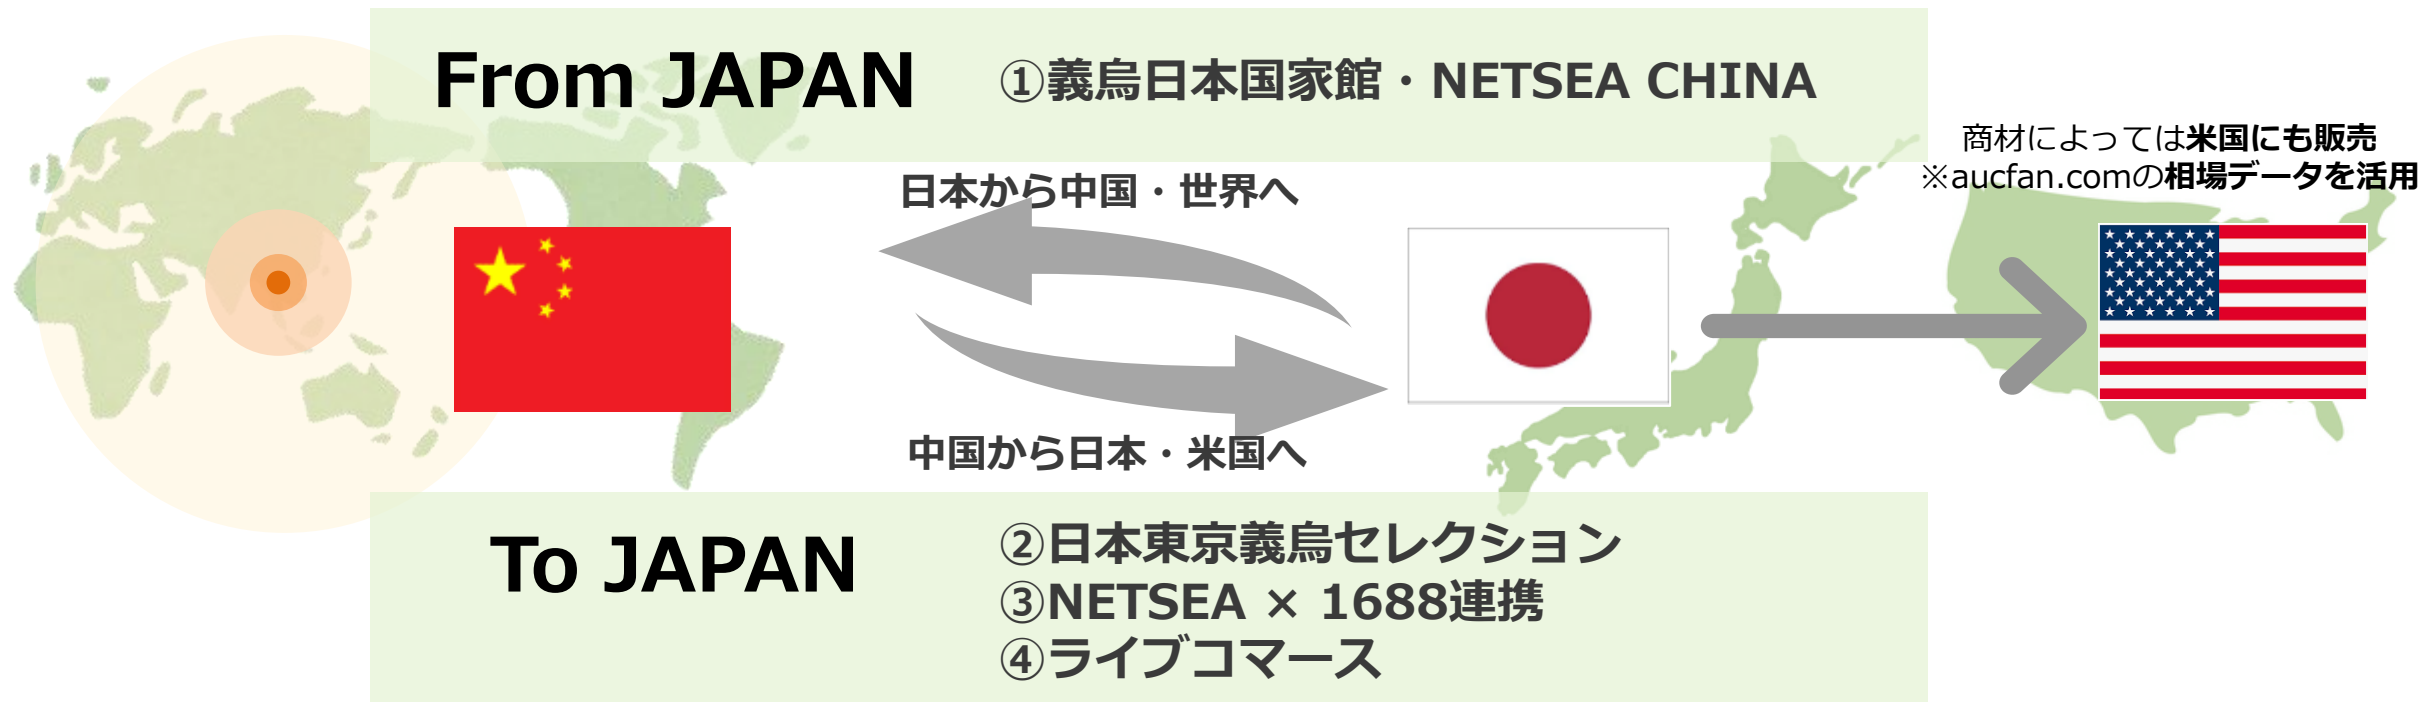 From JAPAN
①義烏日本国家館・NETSEA CHINA
商材によっては米国にも販売
※aucfan.comの相場データを活用
日本から中国・世界へ
中国から日本・米国へ
To JAPAN
②日本東京義烏セレクション
③NETSEA × 1688連携
④ライブコマース